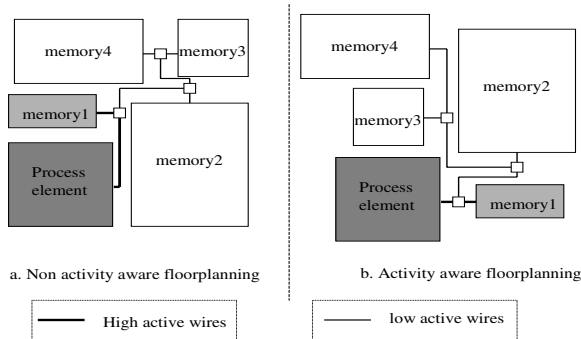 memory4
memory3
memory1
memory2
Process
element
a. Non activity aware floorplanning
memory4
memory2
memory3
Process
element
memory1
b. Activity aware floorplanning
High active wires
low active wires